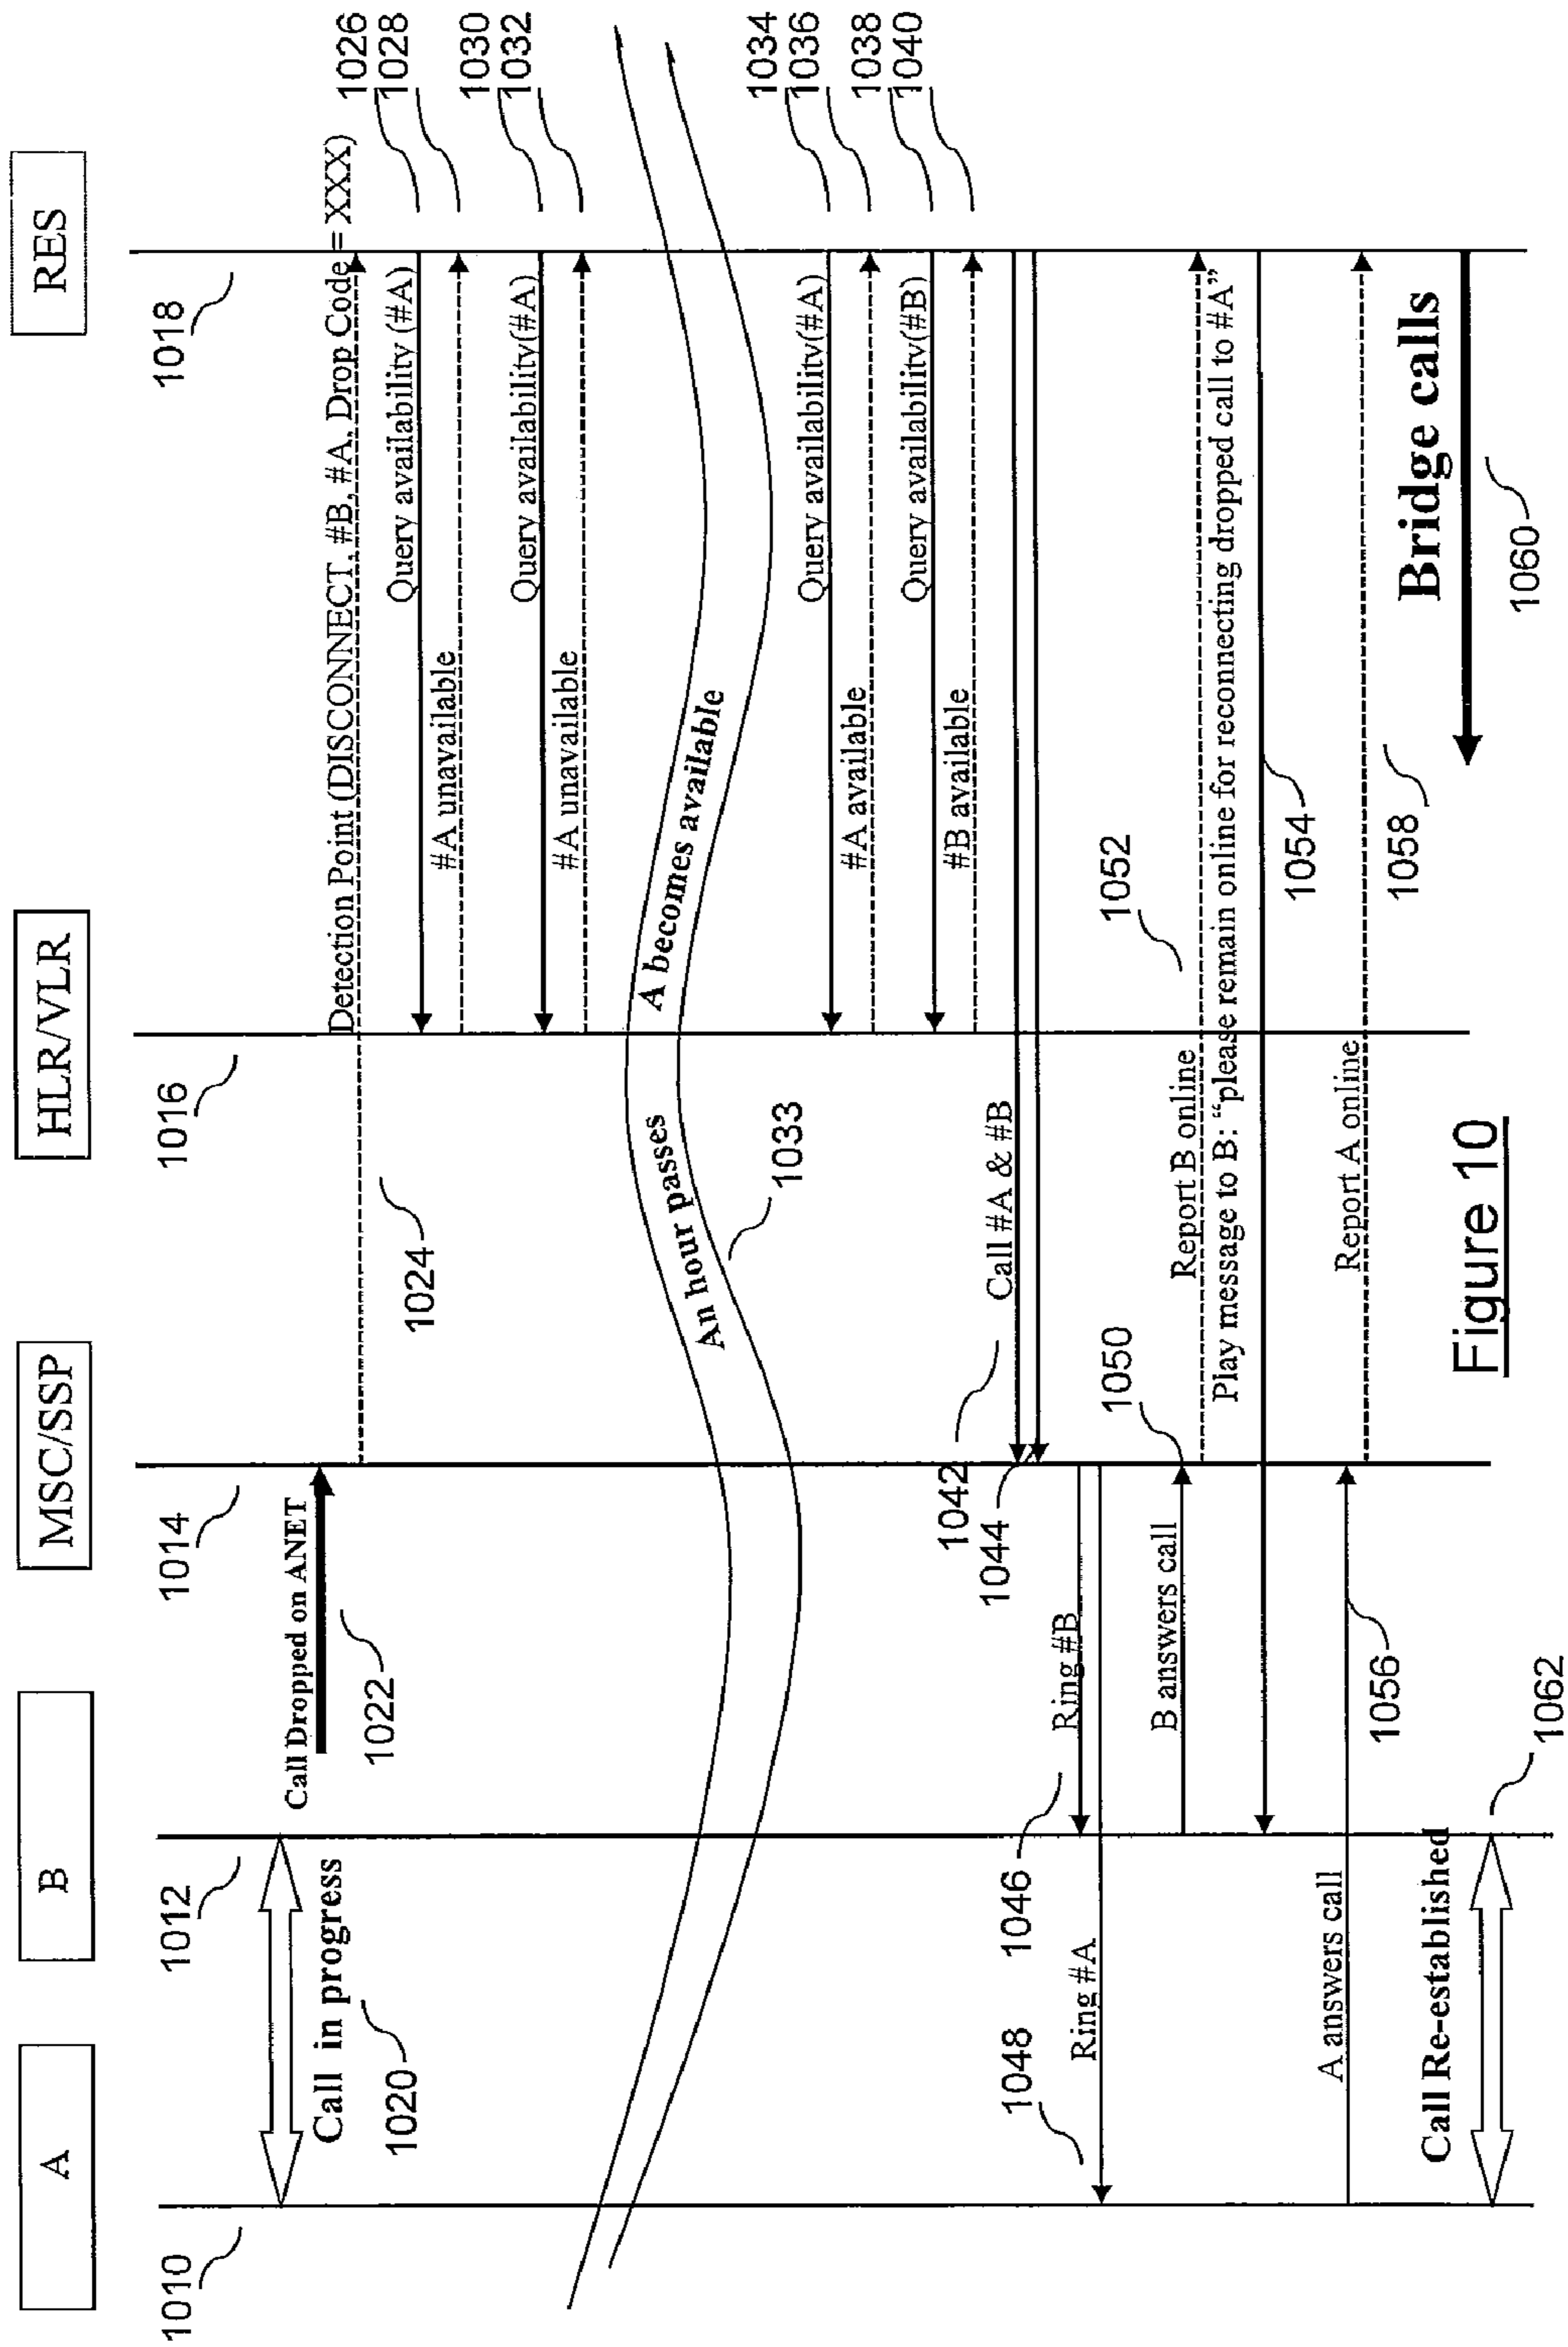 A
B
MSC/SSP
HLR/VLR
RES
1010
1012
1014
1016
1018
Call in progress
1020
Call Dropped on ANET
1022
1024
Detection Point (DISCONNECT, #B, #A, Drop Code = XXX)
1026
Query availability (#A)
1028
#A unavailable
1030
Query availability(#A)
1032
#A unavailable
An hour passes
A becomes available
1033
1034
Query availability(#A)
1036
#A available
1038
Query availability(#B)
1040
#B available
1042
Call #A & #B
1044
Ring #B
1046
Ring #A
1048
B answers call
1050
Report B online
1052
Play message to B: “please remain online for reconnecting dropped call to #A”
1054
A answers call
1056
Report A online
1058
Bridge calls
1060
Call Re-established
1062
Figure 10